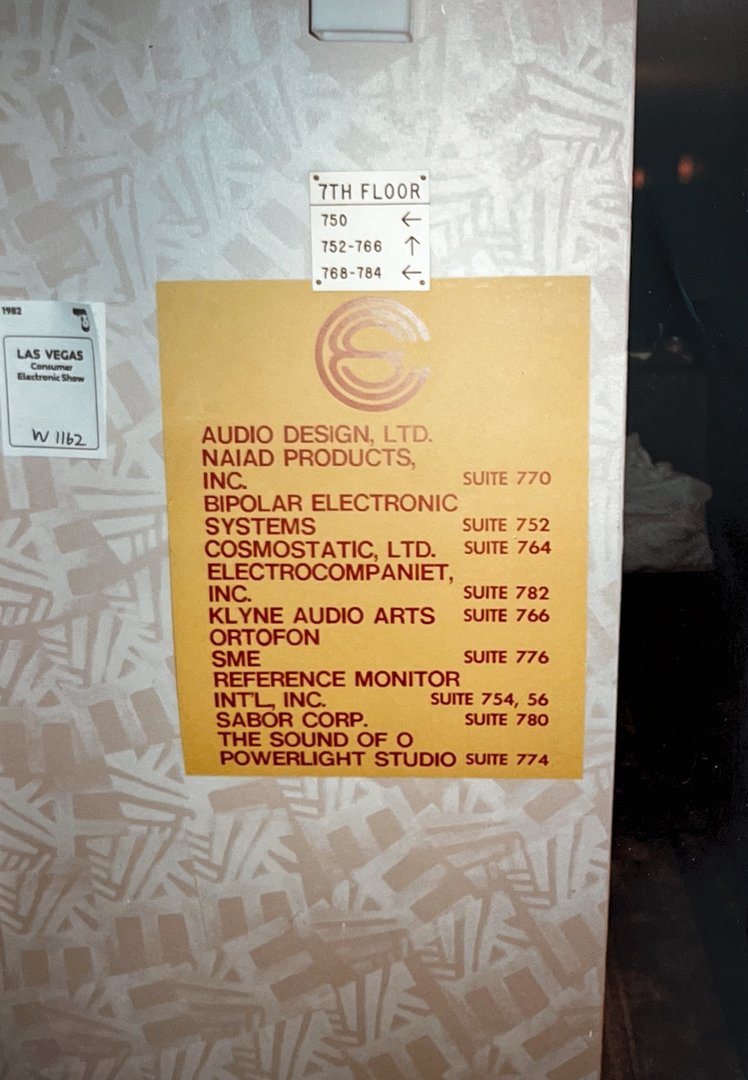 7TH FLOOR
750 ←
752-766 ↑
768-784 ←
1982
LAS VEGAS
Consumer
Electronic Show
W 1162
AUDIO DESIGN, LTD.
NAIAD PRODUCTS,
INC. SUITE 770
BIPOLAR ELECTRONIC
SYSTEMS SUITE 752
COSMOSTATIC, LTD. SUITE 764
ELECTROCOMPANIET,
INC. SUITE 782
KLYNE AUDIO ARTS SUITE 766
ORTOFON
SME SUITE 776
REFERENCE MONITOR
INT'L, INC. SUITE 754, 56
SABOR CORP. SUITE 780
THE SOUND OF O
POWERLIGHT STUDIO SUITE 774